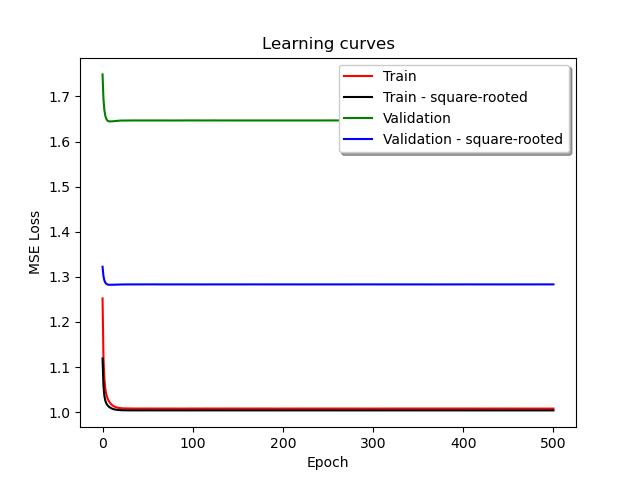 Learning curves
Train
Train - square-rooted
Validation
Validation - square-rooted
MSE Loss
1.7
1.6
1.5
1.4
1.3
1.2
1.1
1.0
0 100 200 300 400 500
Epoch